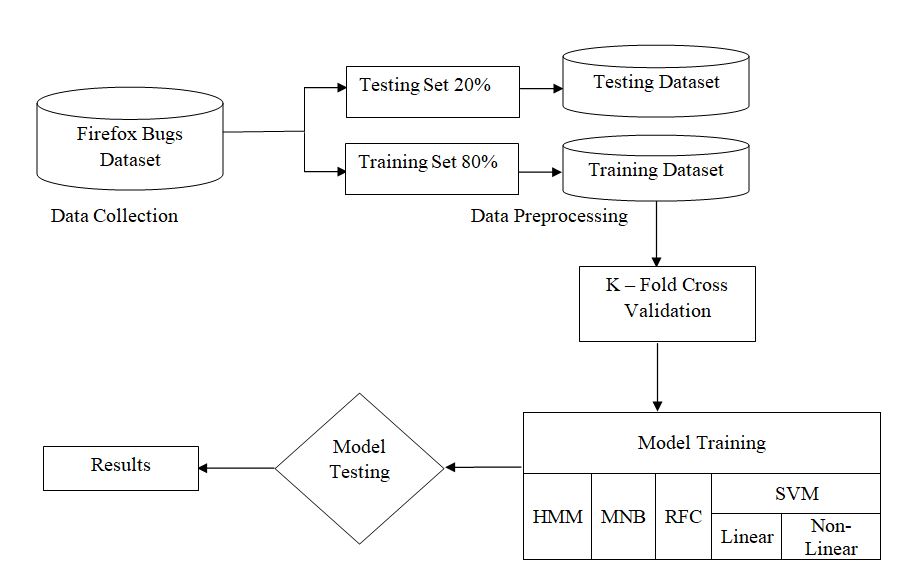 Testing Set 20%
Testing Dataset
Firefox Bugs
Dataset
Training Set 80%
Training Dataset
Data Collection
Data Preprocessing
K – Fold Cross
Validation
Model Training
Model
Testing
Results
HMM
MNB
RFC
SVM
Linear
Non-
Linear